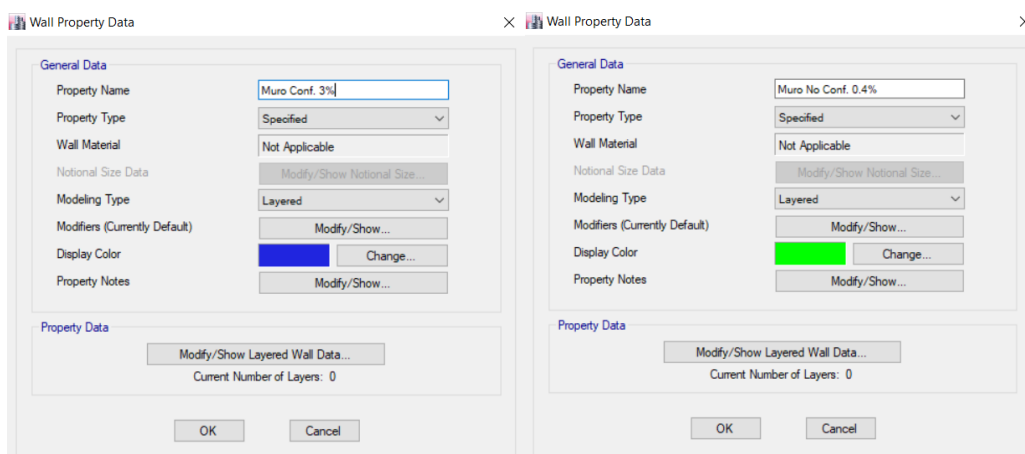 Wall Property Data
General Data
Property Name Muro Conf. 3%
Property Type Specified
Wall Material Not Applicable
Notional Size Data Modify/Show Notional Size...
Modeling Type Layered
Modifiers (Currently Default) Modify/Show...
Display Color Change...
Property Notes Modify/Show...
Property Data
Modify/Show Layered Wall Data...
Current Number of Layers: 0
OK Cancel
Wall Property Data
General Data
Property Name Muro No Conf. 0.4%
Property Type Specified
Wall Material Not Applicable
Notional Size Data Modify/Show Notional Size...
Modeling Type Layered
Modifiers (Currently Default) Modify/Show...
Display Color Change...
Property Notes Modify/Show...
Property Data
Modify/Show Layered Wall Data...
Current Number of Layers: 0
OK Cancel